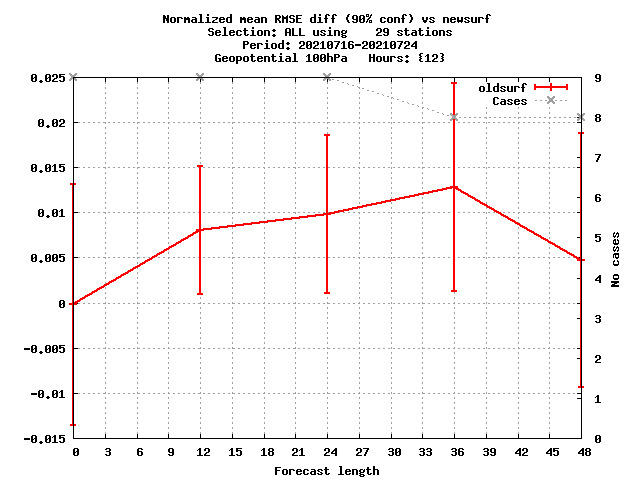 Normalized mean RMSE diff (90% conf) vs newsurf
Selection: ALL using    29 stations
Period: 20210716-20210724
Geopotential 100hPa   Hours: {12}
oldsurf
Cases
0.025
0.02
0.015
0.01
0.005
0
-0.005
-0.01
-0.015
9
8
7
6
5
4
3
2
1
0
No cases
0 3 6 9 12 15 18 21 24 27 30 33 36 39 42 45 48
Forecast length